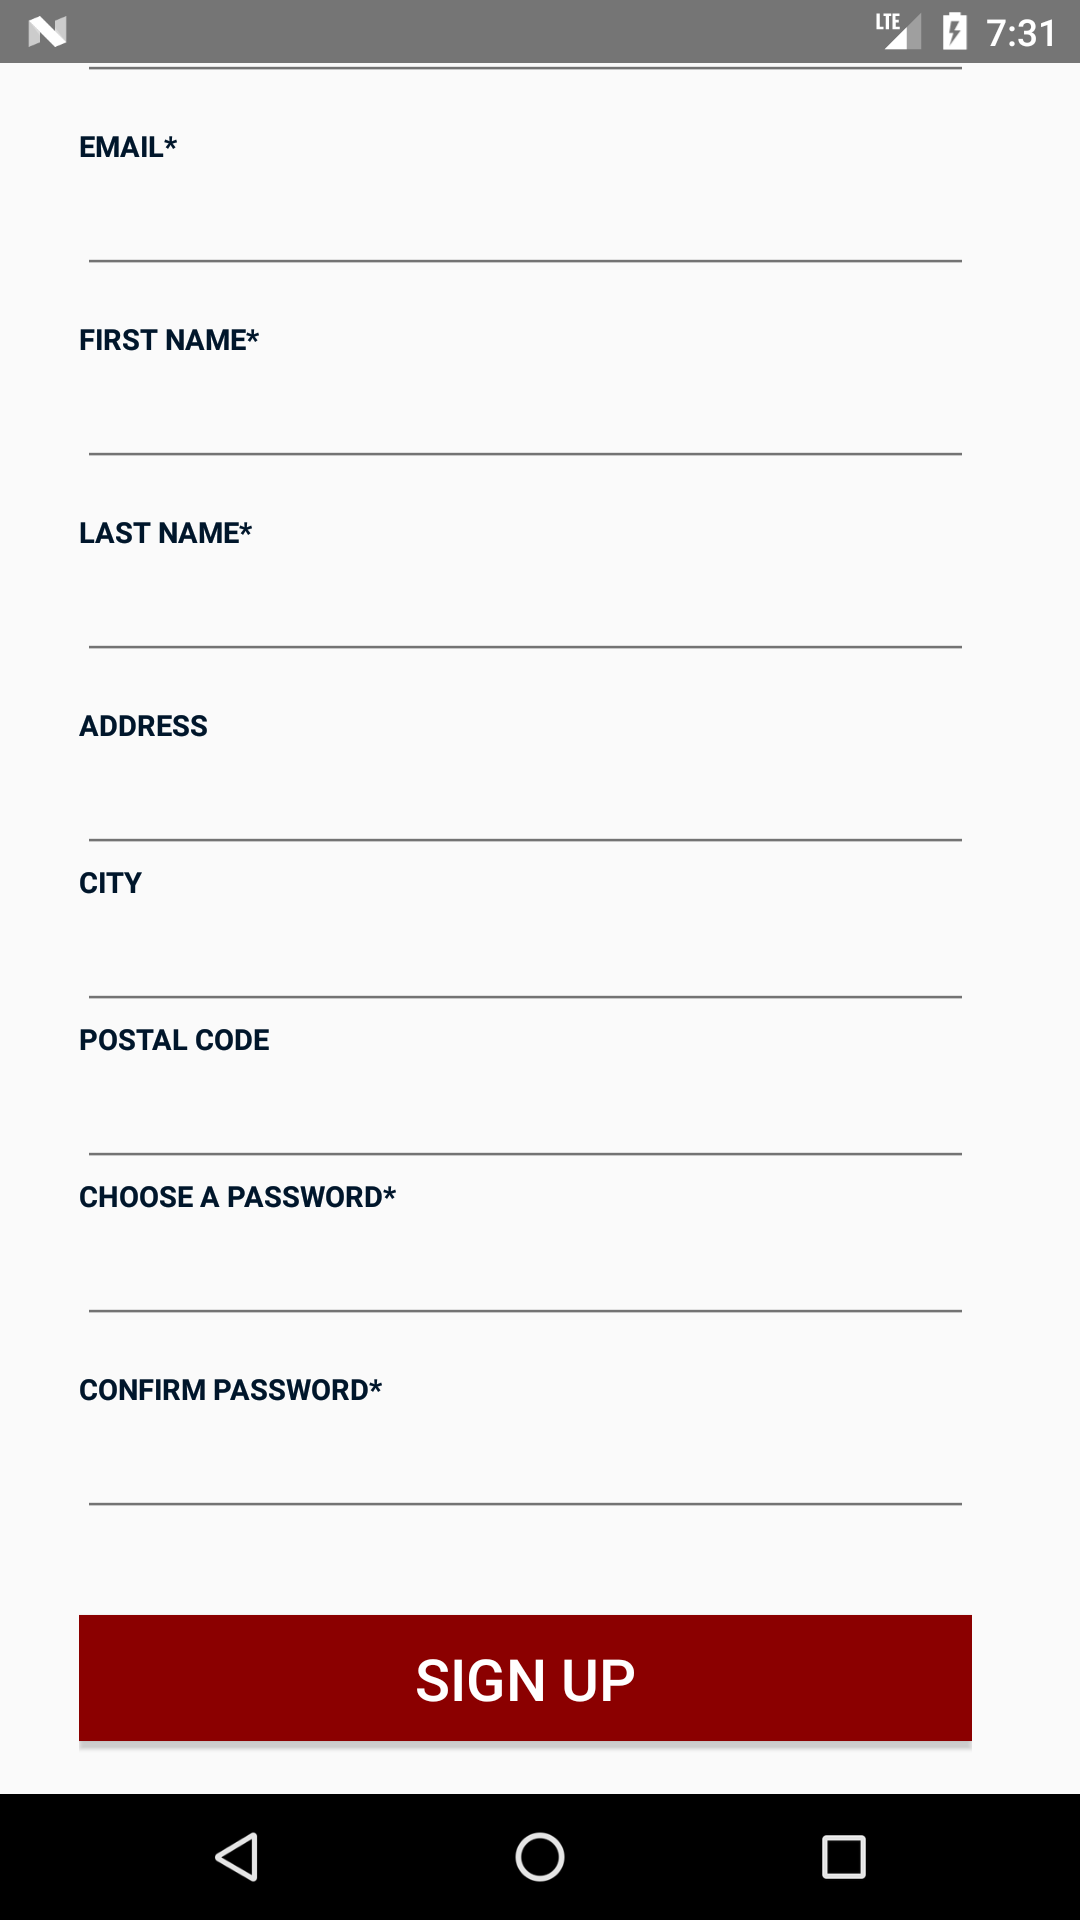 LTE 7:31
EMAIL*
FIRST NAME*
LAST NAME*
ADDRESS
CITY
POSTAL CODE
CHOOSE A PASSWORD*
CONFIRM PASSWORD*
SIGN UP